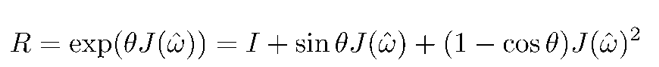 R = exp(θJ(ω̂)) = I + sin θJ(ω̂) + (1 − cos θ)J(ω̂)²